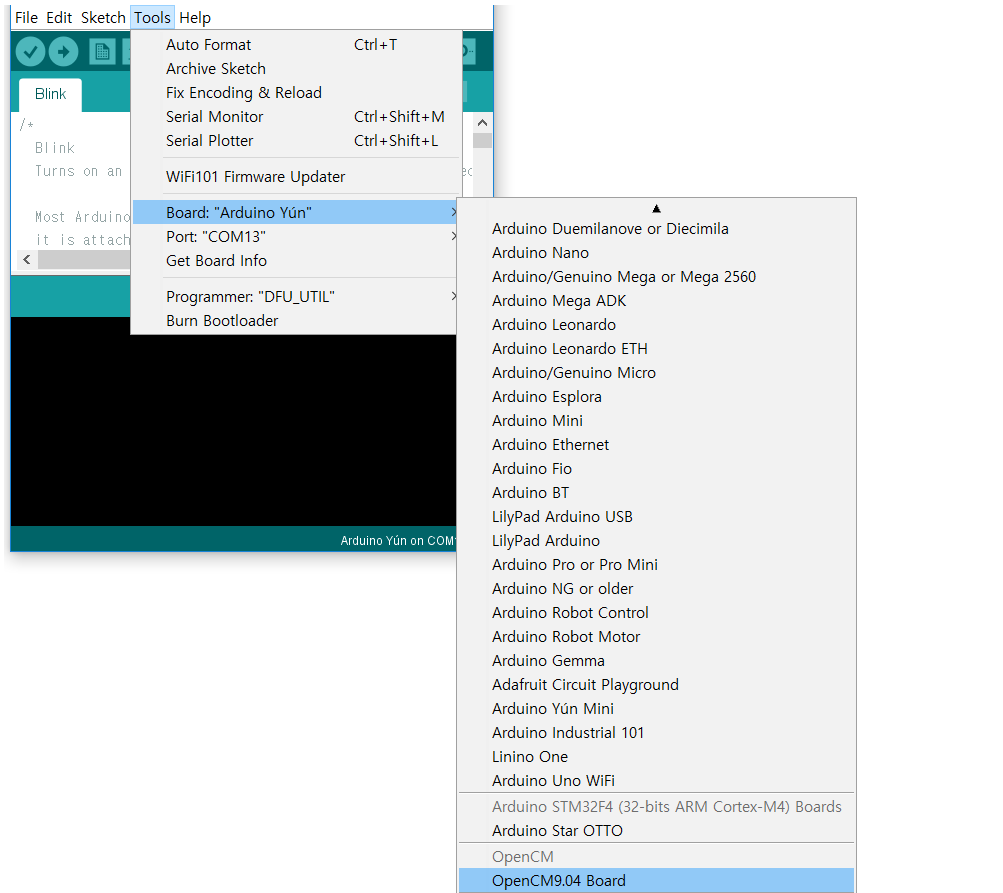 File Edit Sketch Tools Help
Auto Format Ctrl+T
Archive Sketch
Fix Encoding & Reload
Serial Monitor Ctrl+Shift+M
Serial Plotter Ctrl+Shift+L
WiFi101 Firmware Updater
Board: "Arduino Yún"
Port: "COM13"
Get Board Info
Programmer: "DFU_UTIL"
Burn Bootloader
Blink
/*
Blink
Turns on an
Most Arduino
it is attach
Arduino Yún on COM
Arduino Duemilanove or Diecimila
Arduino Nano
Arduino/Genuino Mega or Mega 2560
Arduino Mega ADK
Arduino Leonardo
Arduino Leonardo ETH
Arduino/Genuino Micro
Arduino Esplora
Arduino Mini
Arduino Ethernet
Arduino Fio
Arduino BT
LilyPad Arduino USB
LilyPad Arduino
Arduino Pro or Pro Mini
Arduino NG or older
Arduino Robot Control
Arduino Robot Motor
Arduino Gemma
Adafruit Circuit Playground
Arduino Yún Mini
Arduino Industrial 101
Linino One
Arduino Uno WiFi
Arduino STM32F4 (32-bits ARM Cortex-M4) Boards
Arduino Star OTTO
OpenCM
OpenCM9.04 Board